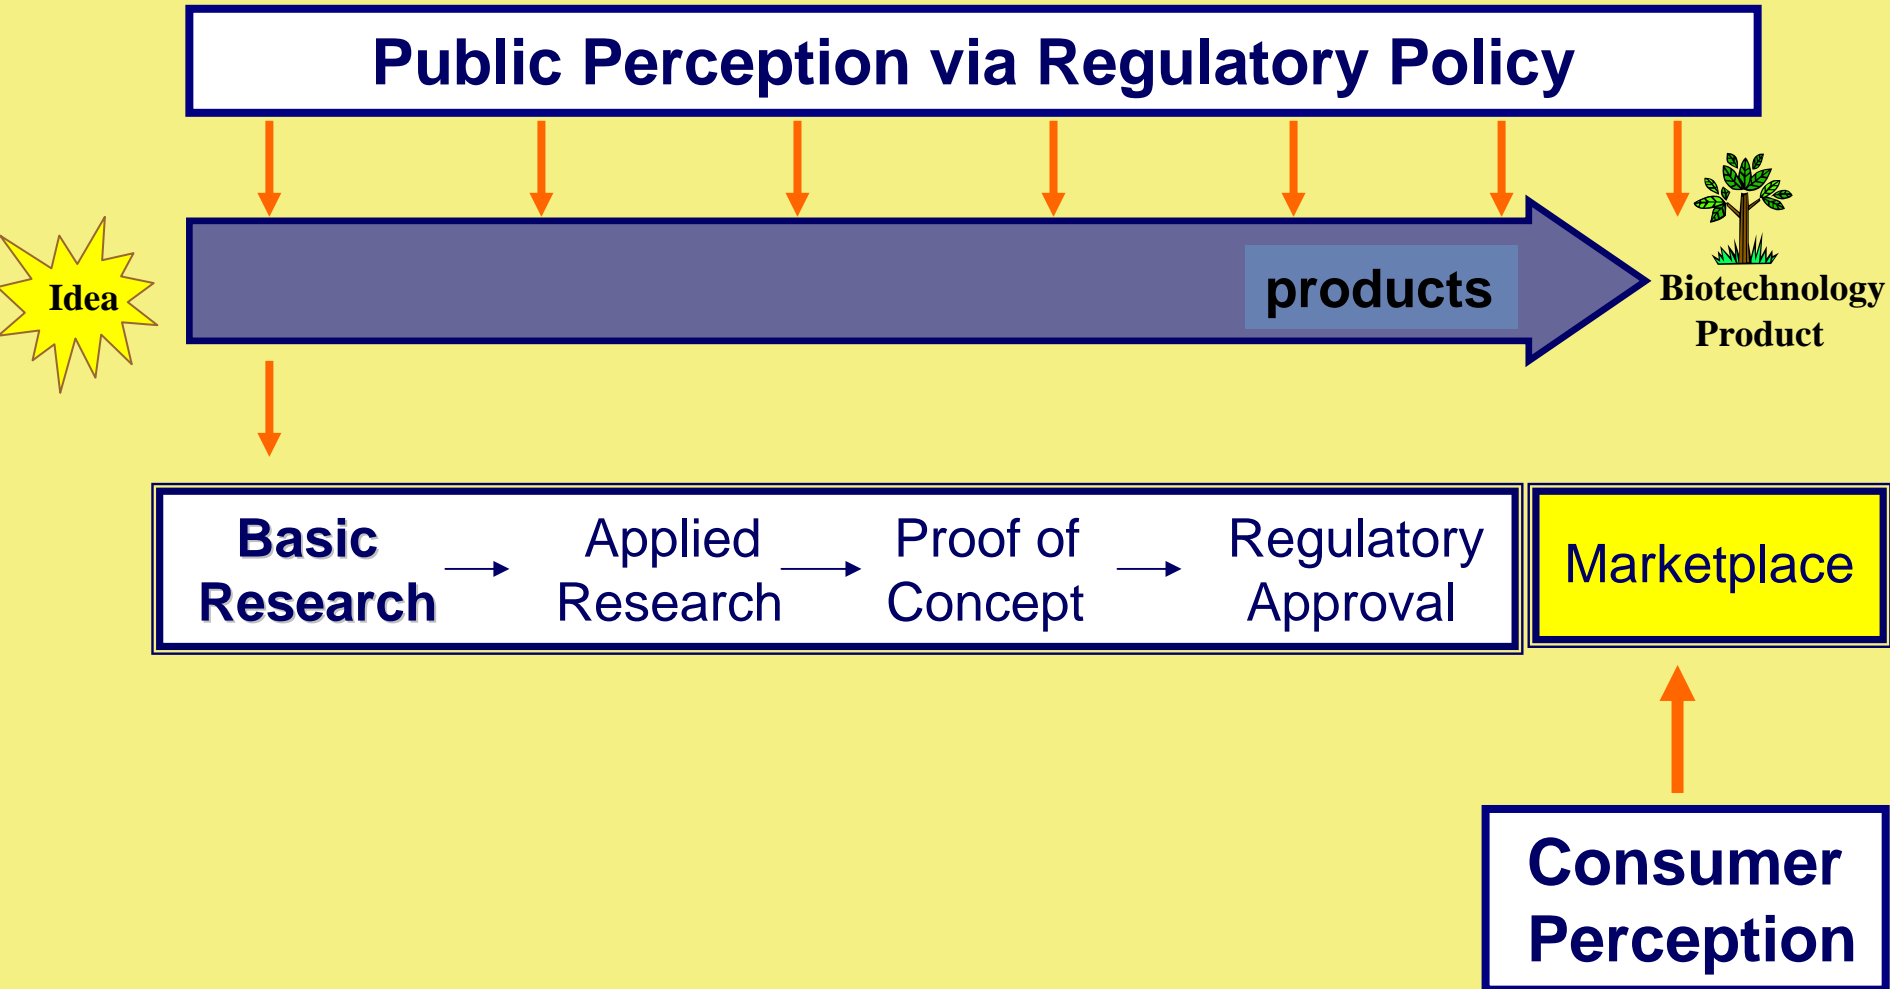 Public Perception via Regulatory Policy
Idea
products
Biotechnology
Product
Basic
Research
Applied
Research
Proof of
Concept
Regulatory
Approval
Marketplace
Consumer
Perception